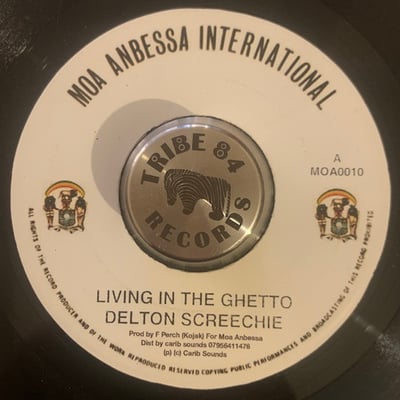 MOA ANBESSA INTERNATIONAL
TRIBE 84
RECORDS
A
MOA0010
LIVING IN THE GHETTO
DELTON SCREECHIE
Prod by F Perch (Kojak) For Moa Anbessa
Dist by carib sounds 07956411476
(p) (c) Carib Sounds
ALL RIGHTS OF THE RECORD PRODUCER AND OF THE WORK REPRODUCED RESERVED COPYING PUBLIC PERFORMANCES AND BROADCASTING OF THIS RECORD PROHIBITED